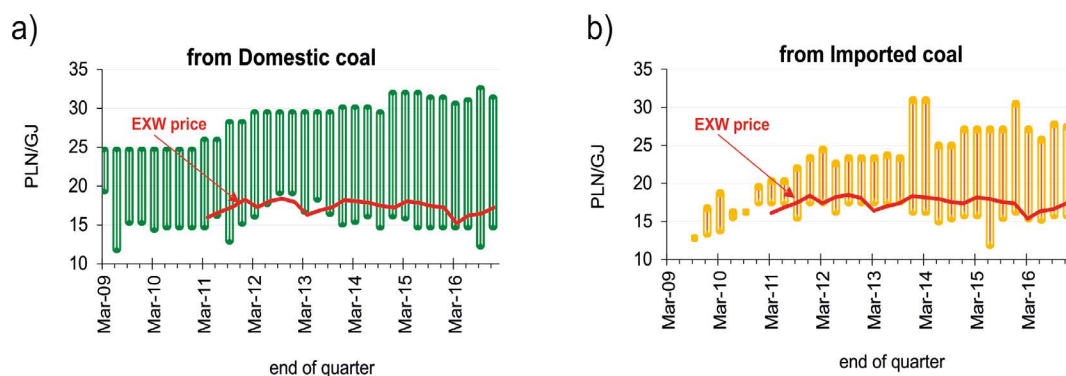 a)
from Domestic coal
35
30
25
20
15
10
PLN/GJ
EXW price
Mar-09
Mar-10
Mar-11
Mar-12
Mar-13
Mar-14
Mar-15
Mar-16
end of quarter
b)
from Imported coal
35
30
25
20
15
10
PLN/GJ
EXW price
Mar-09
Mar-10
Mar-11
Mar-12
Mar-13
Mar-14
Mar-15
Mar-16
end of quarter